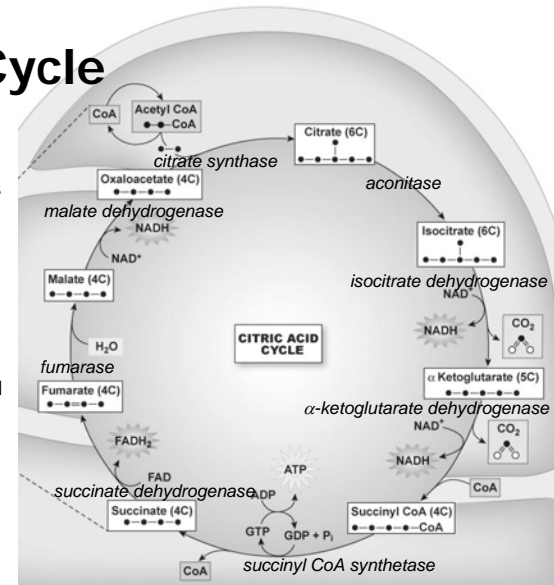 Cycle
CoA
Acetyl CoA
CoA
citrate synthase
Citrate (6C)
aconitase
Oxaloacetate (4C)
malate dehydrogenase
Isocitrate (6C)
isocitrate dehydrogenase
NADH
NAD+
NAD+
NADH
CO2
Malate (4C)
H2O
CITRIC ACID
CYCLE
fumarase
Fumarate (4C)
α Ketoglutarate (5C)
α-ketoglutarate dehydrogenase
NAD+
CO2
NADH
FADH2
FAD
succinate dehydrogenase
ATP
ADP
CoA
Succinate (4C)
GTP
GDP + Pi
Succinyl CoA (4C)
CoA
succinyl CoA synthetase
CoA